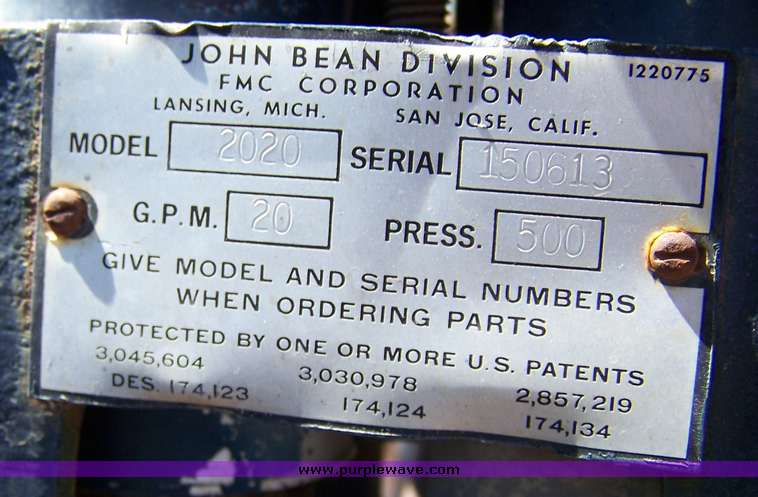 JOHN BEAN DIVISION 1220775
FMC CORPORATION
LANSING, MICH. SAN JOSE, CALIF.
MODEL 2020 SERIAL 150613
G.P.M. 20 PRESS. 500
GIVE MODEL AND SERIAL NUMBERS
WHEN ORDERING PARTS
PROTECTED BY ONE OR MORE U.S. PATENTS
3,045,604 3,030,978 2,857,219
DES. 174,123 174,124 174,134
www.purplewave.com